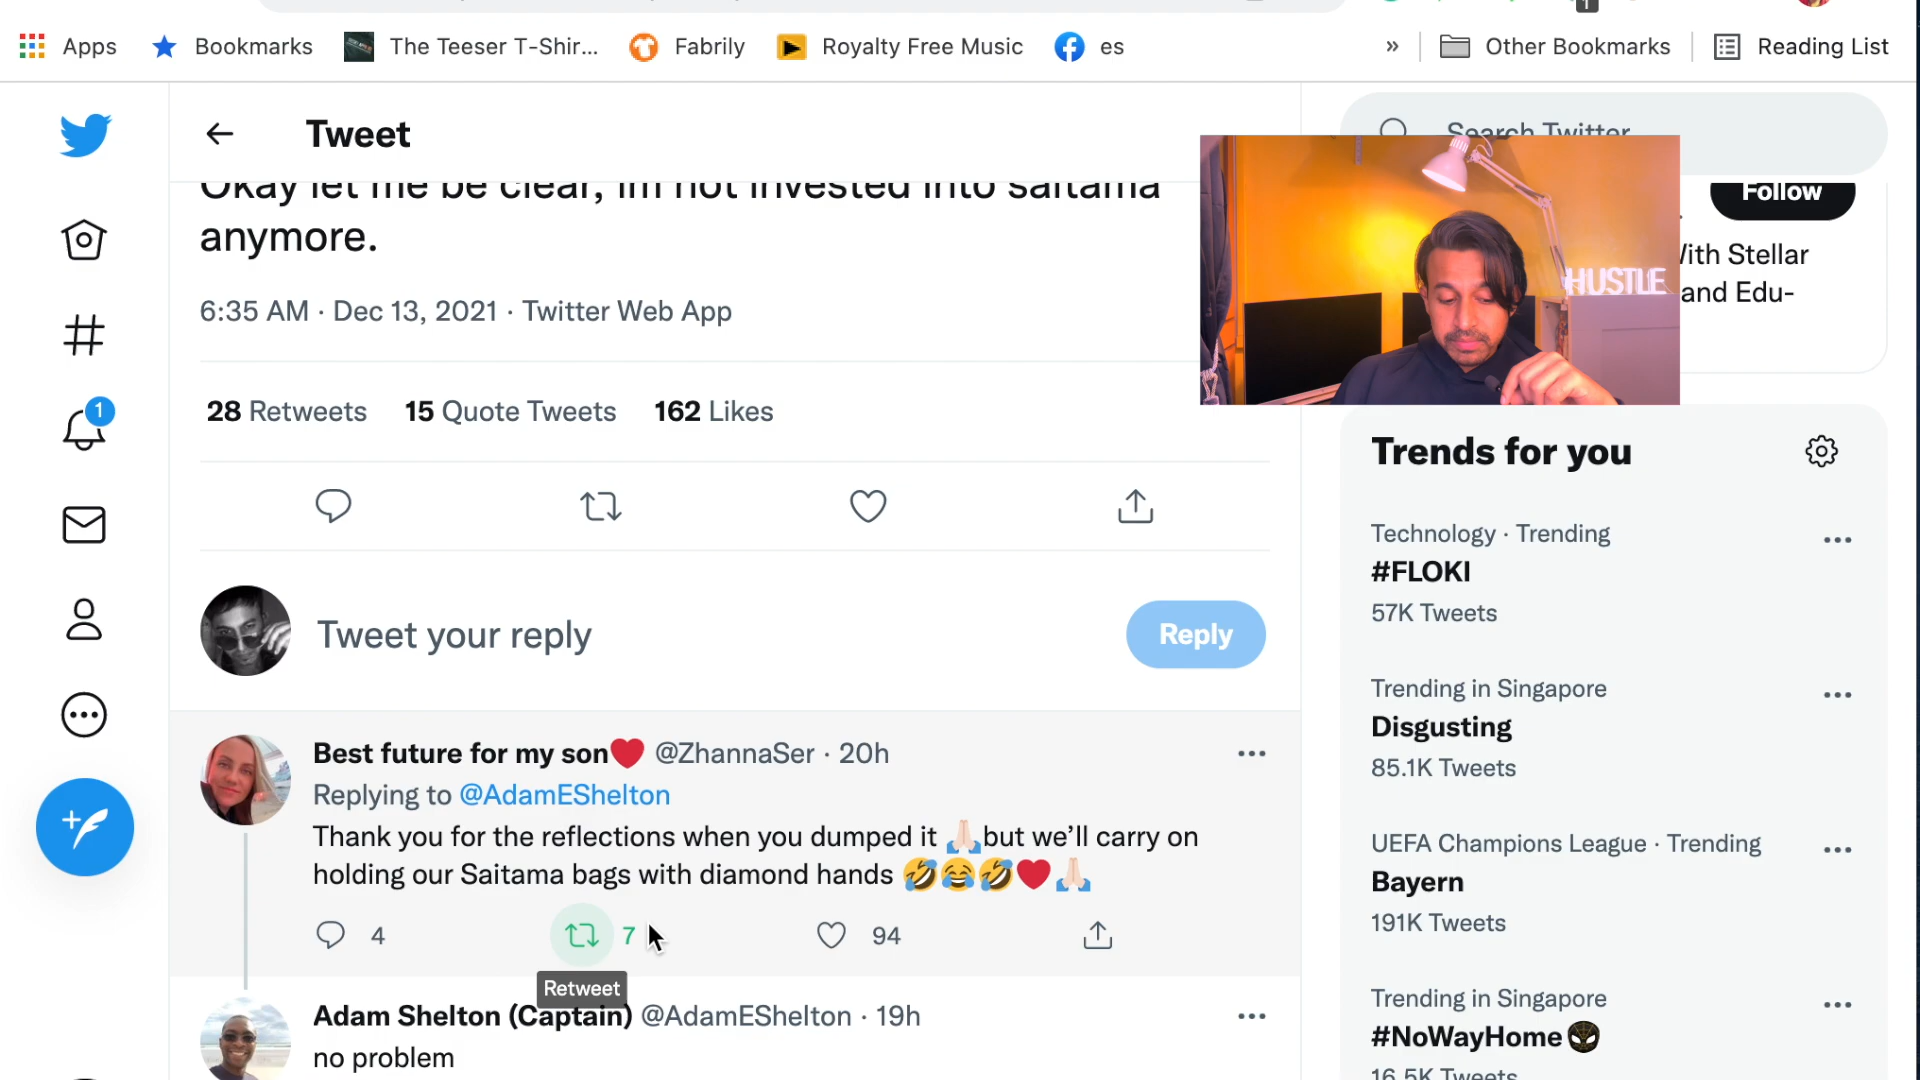 Apps
Bookmarks
The Teeser T-Shir...
Fabrily
Royalty Free Music
es
»
Other Bookmarks
Reading List
Tweet
Search Twitter
Okay let me be clear, im not invested into saitama
anymore.
6:35 AM · Dec 13, 2021 · Twitter Web App
28 Retweets 15 Quote Tweets 162 Likes
Tweet your reply
Reply
Best future for my son❤️ @ZhannaSer · 20h
Replying to @AdamEShelton
Thank you for the reflections when you dumped it 🙏🏻but we’ll carry on
holding our Saitama bags with diamond hands 🤣😂🤣❤️🙏🏻
4
7
94
Retweet
Adam Shelton (Captain) @AdamEShelton · 19h
no problem
1
HUSTLE
Follow
With Stellar
and Edu-
Trends for you
Technology · Trending
#FLOKI
57K Tweets
Trending in Singapore
Disgusting
85.1K Tweets
UEFA Champions League · Trending
Bayern
191K Tweets
Trending in Singapore
#NoWayHome
16.5K Tweets